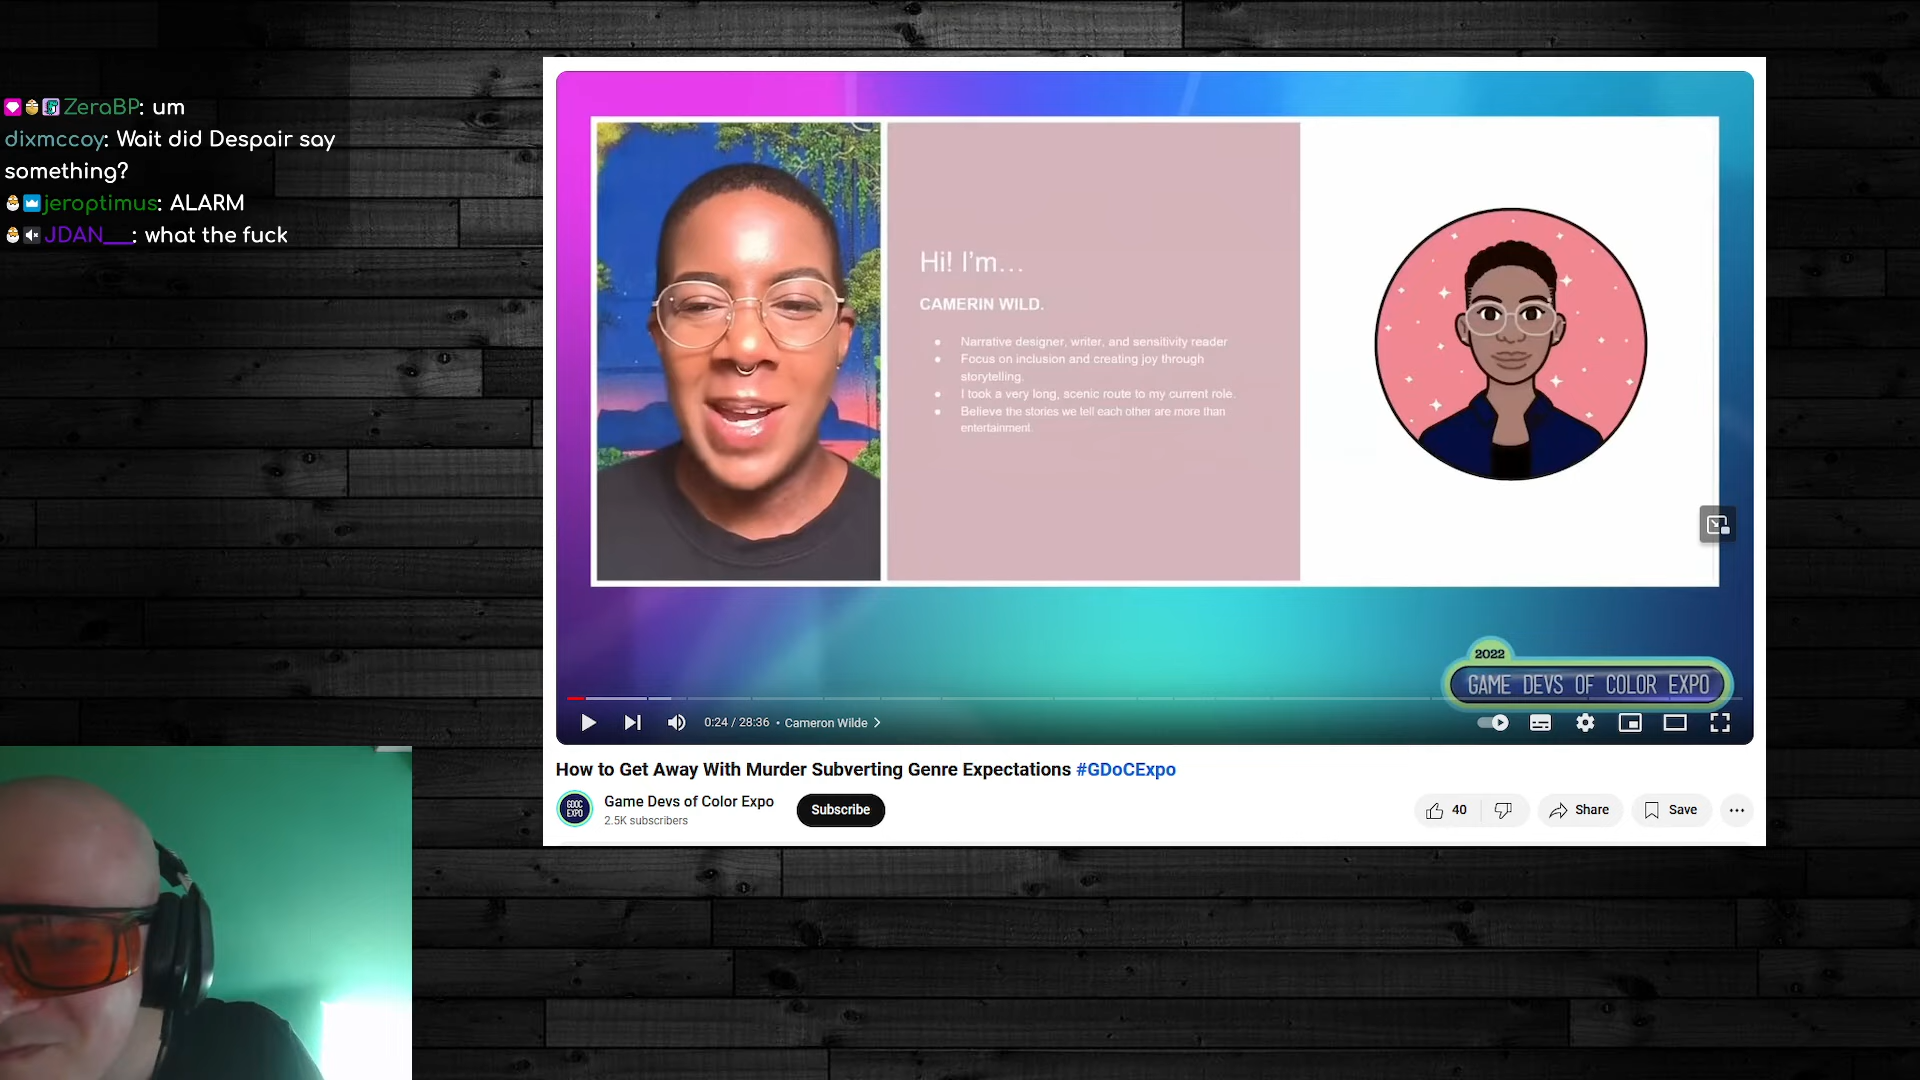 ZeraBP: um
dixmccoy: Wait did Despair say
something?
jeroptimus: ALARM
JDAN___: what the fuck
Hi! I'm...
CAMERIN WILD.
● Narrative designer, writer, and sensitivity reader
● Focus on inclusion and creating joy through
storytelling.
● I took a very long, scenic route to my current role.
● Believe the stories we tell each other are more than
entertainment.
2022
GAME DEVS OF COLOR EXPO
0:24 / 28:36 • Cameron Wilde
How to Get Away With Murder Subverting Genre Expectations #GDoCExpo
GDOC
EXPO
Game Devs of Color Expo
2.5K subscribers
Subscribe
40
Share
Save